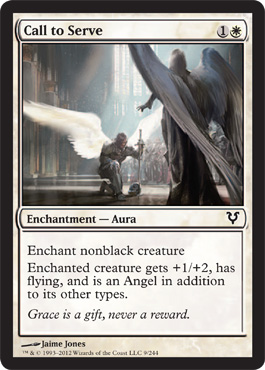 Call to Serve 1
Enchantment — Aura
Enchant nonblack creature
Enchanted creature gets +1/+2, has
flying, and is an Angel in addition
to its other types.
Grace is a gift, never a reward.
Jaime Jones
™ & © 1993–2012 Wizards of the Coast LLC 9/244